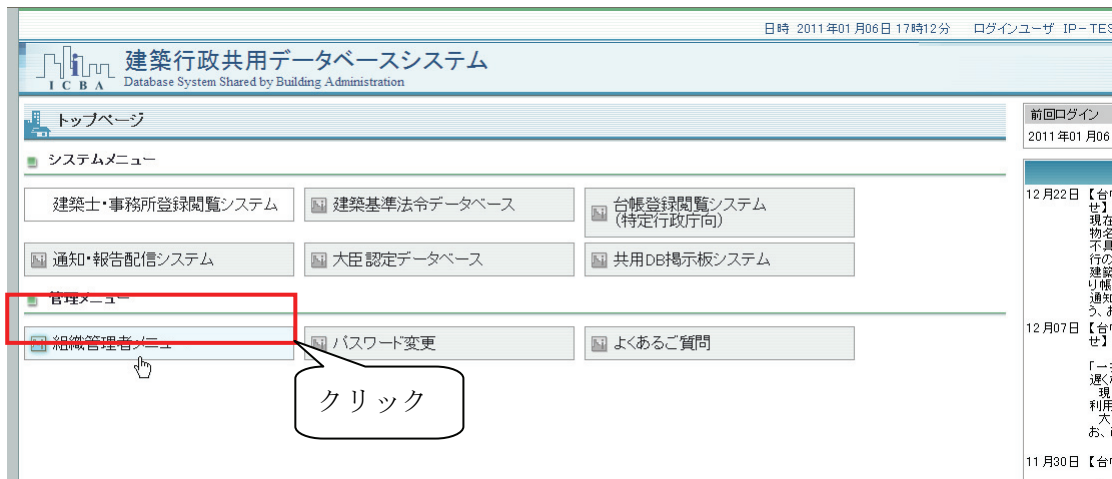 日時 2011年01月06日 17時12分 ログインユーザ IP-TES
建築行政共用データベースシステム
ICBA Database System Shared by Building Administration
トップページ
システムメニュー
建築士・事務所登録閲覧システム 建築基準法令データベース 台帳登録閲覧システム
(特定行政庁向)
通知・報告配信システム 大臣認定データベース 共用DB掲示板システム
管理メニュー
組織管理者メニュー パスワード変更 よくあるご質問
クリック
前回ログイン
2011年01月06
12月22日 【台
せ】
現在
物名
不具
行の
建築
り帳
通知
う、お
12月07日 【台
せ】
「一
遅く
現
利用
大
お、
11月30日 【台